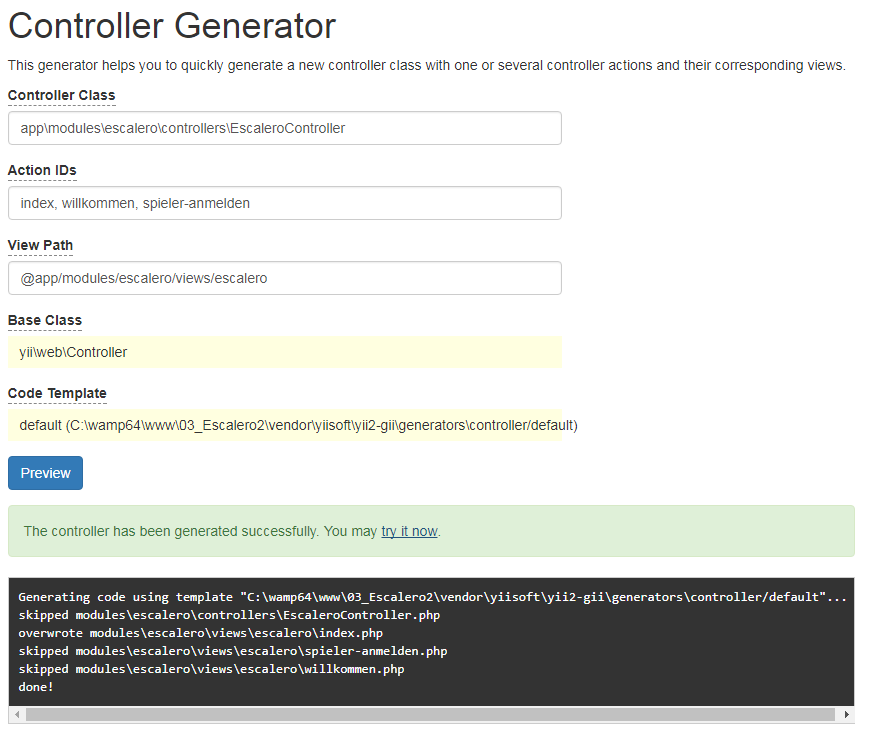 Controller Generator
This generator helps you to quickly generate a new controller class with one or several controller actions and their corresponding views.
Controller Class
app\modules\escalero\controllers\EscaleroController
Action IDs
index, willkommen, spieler-anmelden
View Path
@app/modules/escalero/views/escalero
Base Class
yii\web\Controller
Code Template
default (C:\wamp64\www\03_Escalero2\vendor\yiisoft\yii2-gii\generators\controller/default)
Preview
The controller has been generated successfully. You may try it now.
Generating code using template "C:\wamp64\www\03_Escalero2\vendor\yiisoft\yii2-gii\generators\controller/default"...
skipped modules\escalero\controllers\EscaleroController.php
overwrote modules\escalero\views\escalero\index.php
skipped modules\escalero\views\escalero\spieler-anmelden.php
skipped modules\escalero\views\escalero\willkommen.php
done!